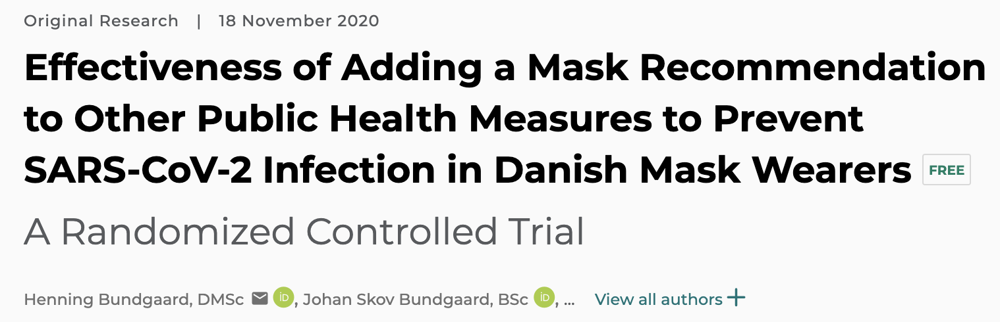 Original Research | 18 November 2020
Effectiveness of Adding a Mask Recommendation
to Other Public Health Measures to Prevent
SARS-CoV-2 Infection in Danish Mask Wearers FREE
A Randomized Controlled Trial
Henning Bundgaard, DMSc iD, Johan Skov Bundgaard, BSc iD, ... View all authors +